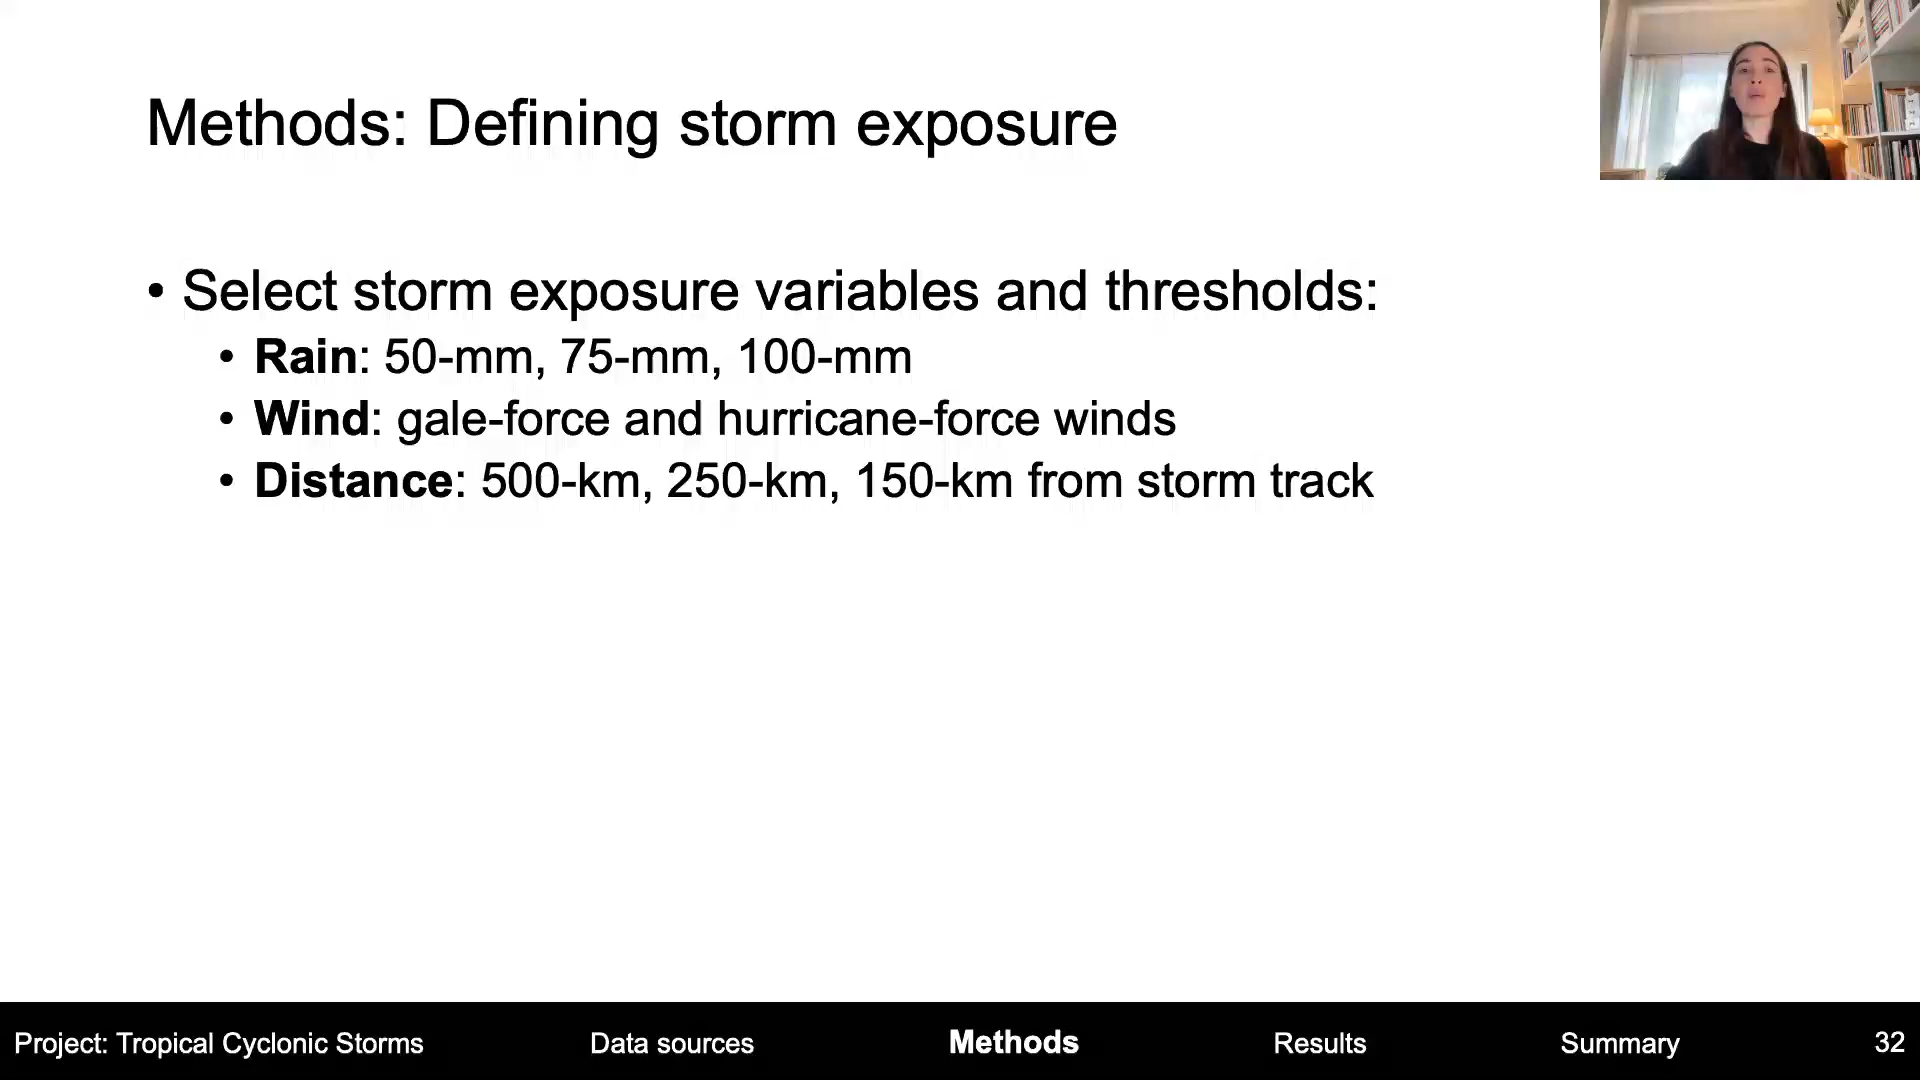 Methods: Defining storm exposure
• Select storm exposure variables and thresholds:
• Rain: 50-mm, 75-mm, 100-mm
• Wind: gale-force and hurricane-force winds
• Distance: 500-km, 250-km, 150-km from storm track
Project: Tropical Cyclonic Storms Data sources Methods Results Summary 32